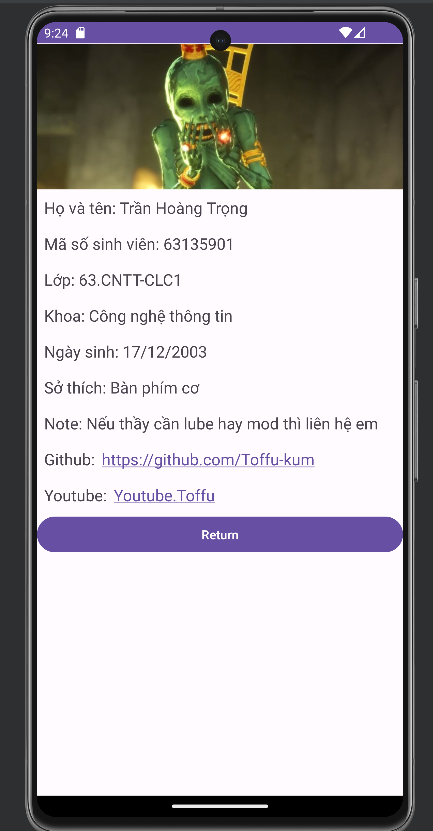 9:24
Họ và tên: Trần Hoàng Trọng
Mã số sinh viên: 63135901
Lớp: 63.CNTT-CLC1
Khoa: Công nghệ thông tin
Ngày sinh: 17/12/2003
Sở thích: Bàn phím cơ
Note: Nếu thầy cần lube hay mod thì liên hệ em
Github: https://github.com/Toffu-kum
Youtube: Youtube.Toffu
Return